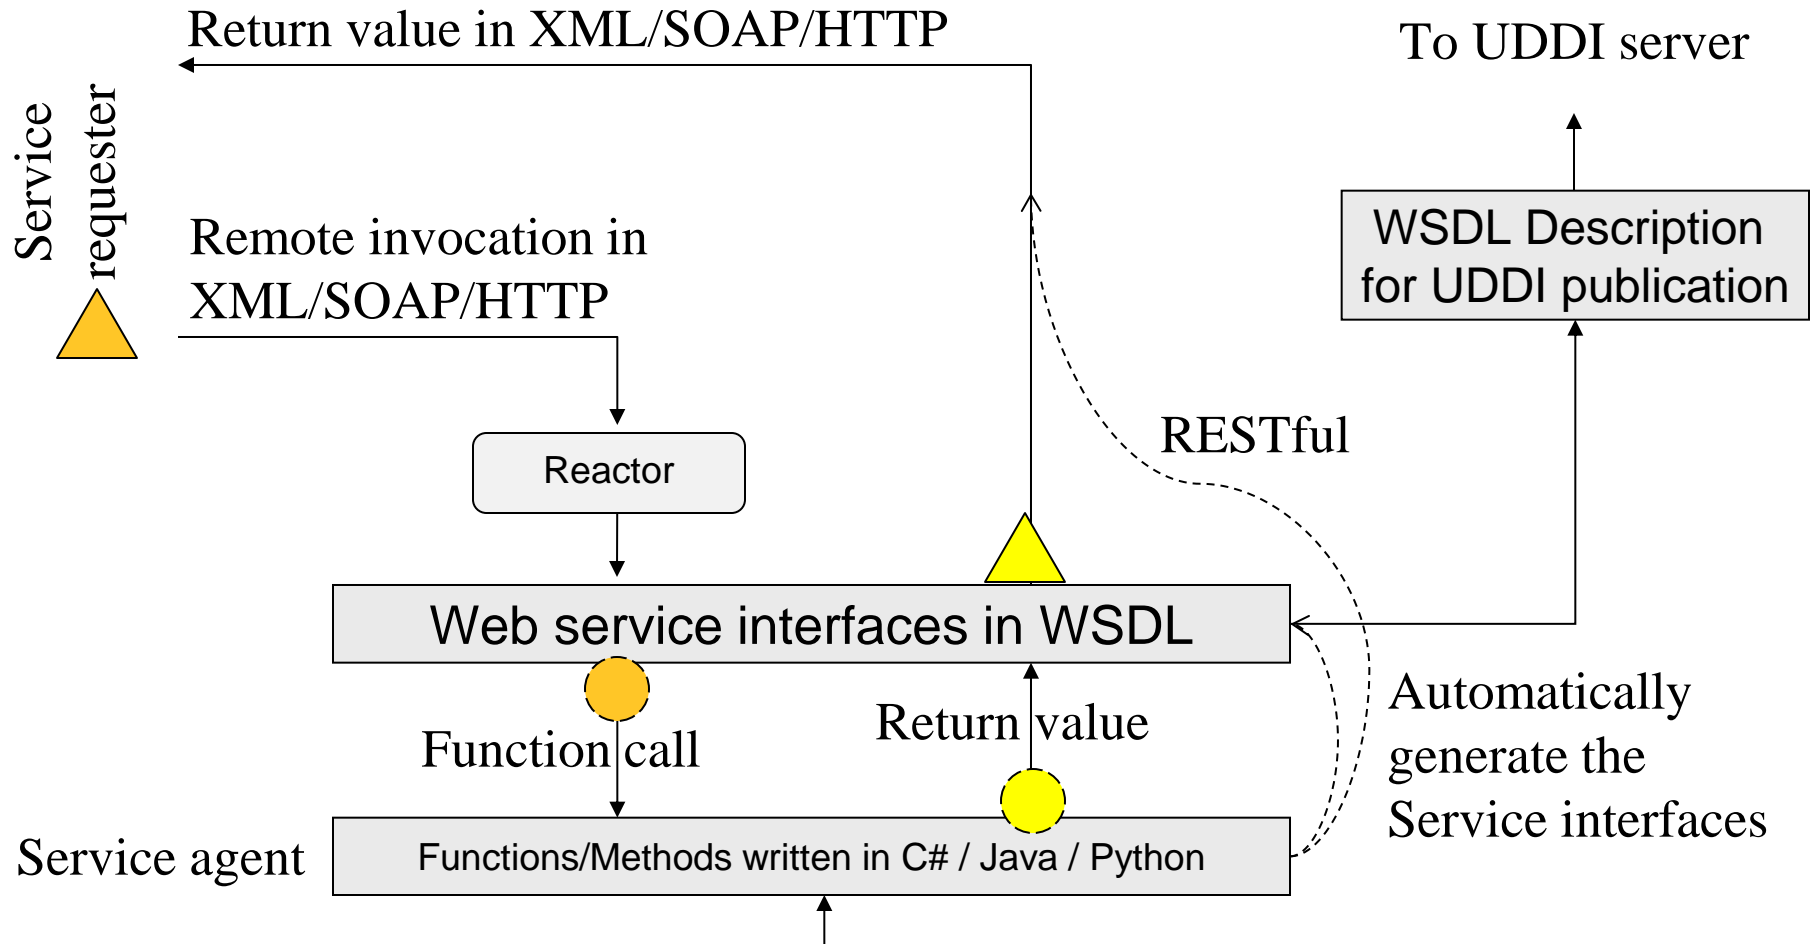 Return value in XML/SOAP/HTTP
To UDDI server
Service
requester
Remote invocation in
XML/SOAP/HTTP
WSDL Description
for UDDI publication
RESTful
Reactor
Web service interfaces in WSDL
Function call
Return value
Automatically
generate the
Service interfaces
Service agent
Functions/Methods written in C# / Java / Python